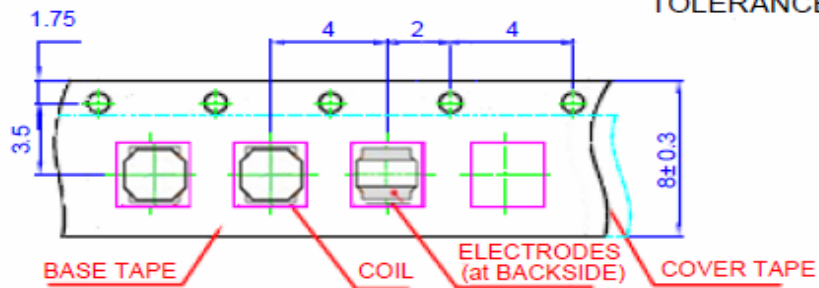 TOLERANCE
1.75
4
2
4
3.5
8±0.3
BASE TAPE
COIL
ELECTRODES
(at BACKSIDE)
COVER TAPE